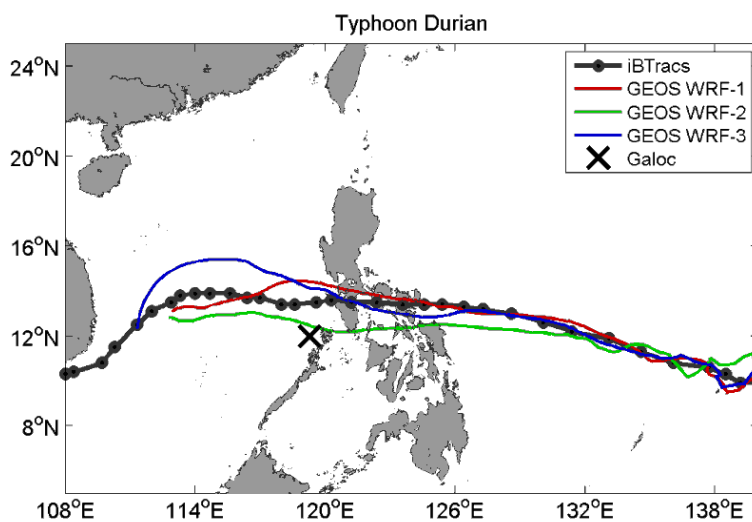 Typhoon Durian
24°N
20°N
16°N
12°N
8°N
108°E 114°E 120°E 126°E 132°E 138°E
iBTracs
GEOS WRF-1
GEOS WRF-2
GEOS WRF-3
Galoc